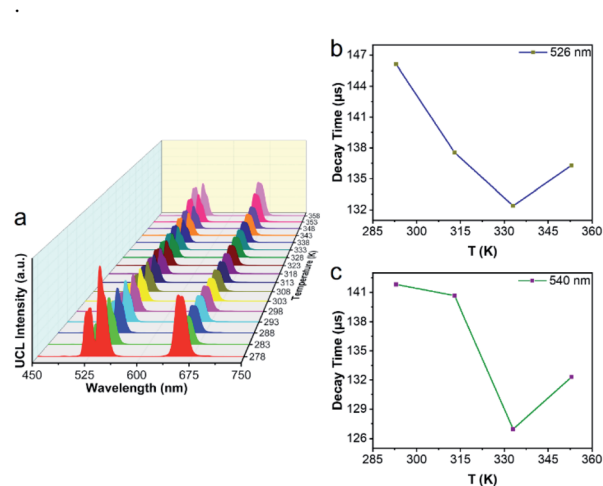 .
a
UCL Intensity (a.u.)
450 525 600 675 750
Wavelength (nm)
278
283
288
293
298
303
308
313
318
323
328
333
338
343
348
353
358
Temperature (K)
b
526 nm
Decay Time (μs)
147
144
141
138
135
132
285 300 315 330 345 360
T (K)
c
540 nm
Decay Time (μs)
141
138
135
132
129
126
285 300 315 330 345 360
T (K)